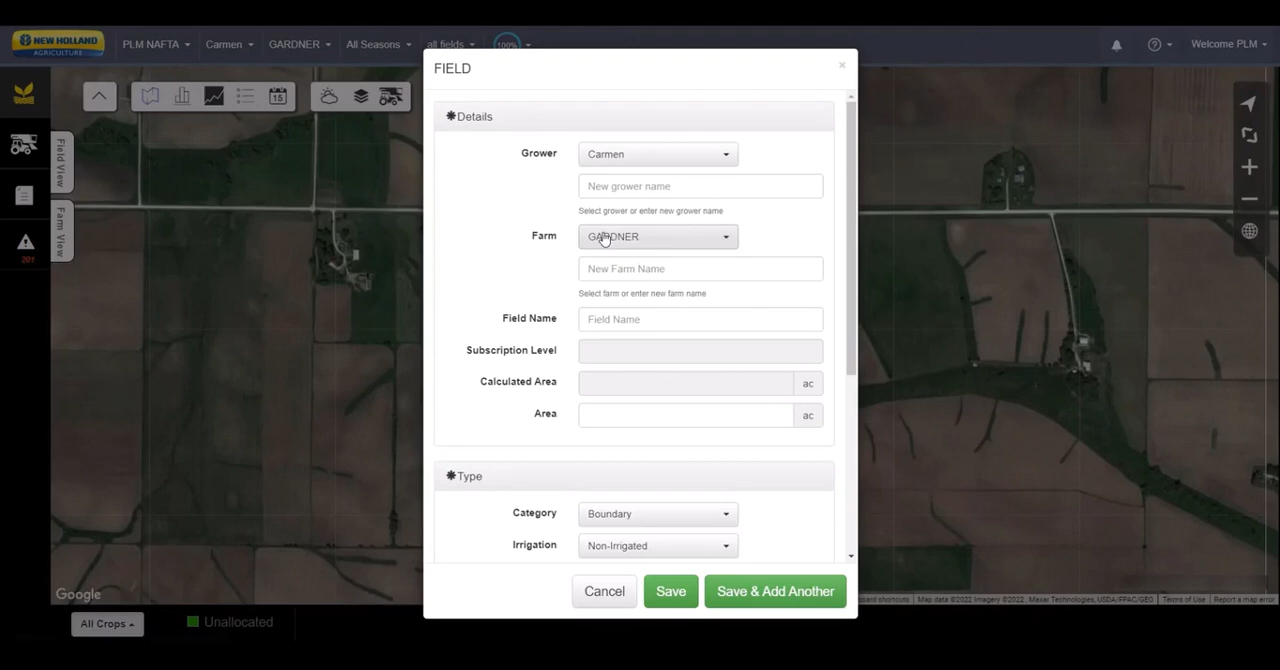 NEW HOLLAND
AGRICULTURE
PLM NAFTA
Carmen
GARDNER
All Seasons
all fields
100%
Welcome PLM
FIELD
×
15
Field View
Farm View
201
✱Details
Grower
Carmen
New grower name
Select grower or enter new grower name
Farm
GARDNER
New Farm Name
Select farm or enter new farm name
Field Name
Field Name
Subscription Level
Calculated Area
ac
Area
ac
✱Type
Category
Boundary
Irrigation
Non-Irrigated
Cancel
Save
Save & Add Another
Google
Map data ©2022 Imagery ©2022, Maxar Technologies, USDA/FPAC/GEO
Terms of Use
Report a map error
All Crops
Unallocated